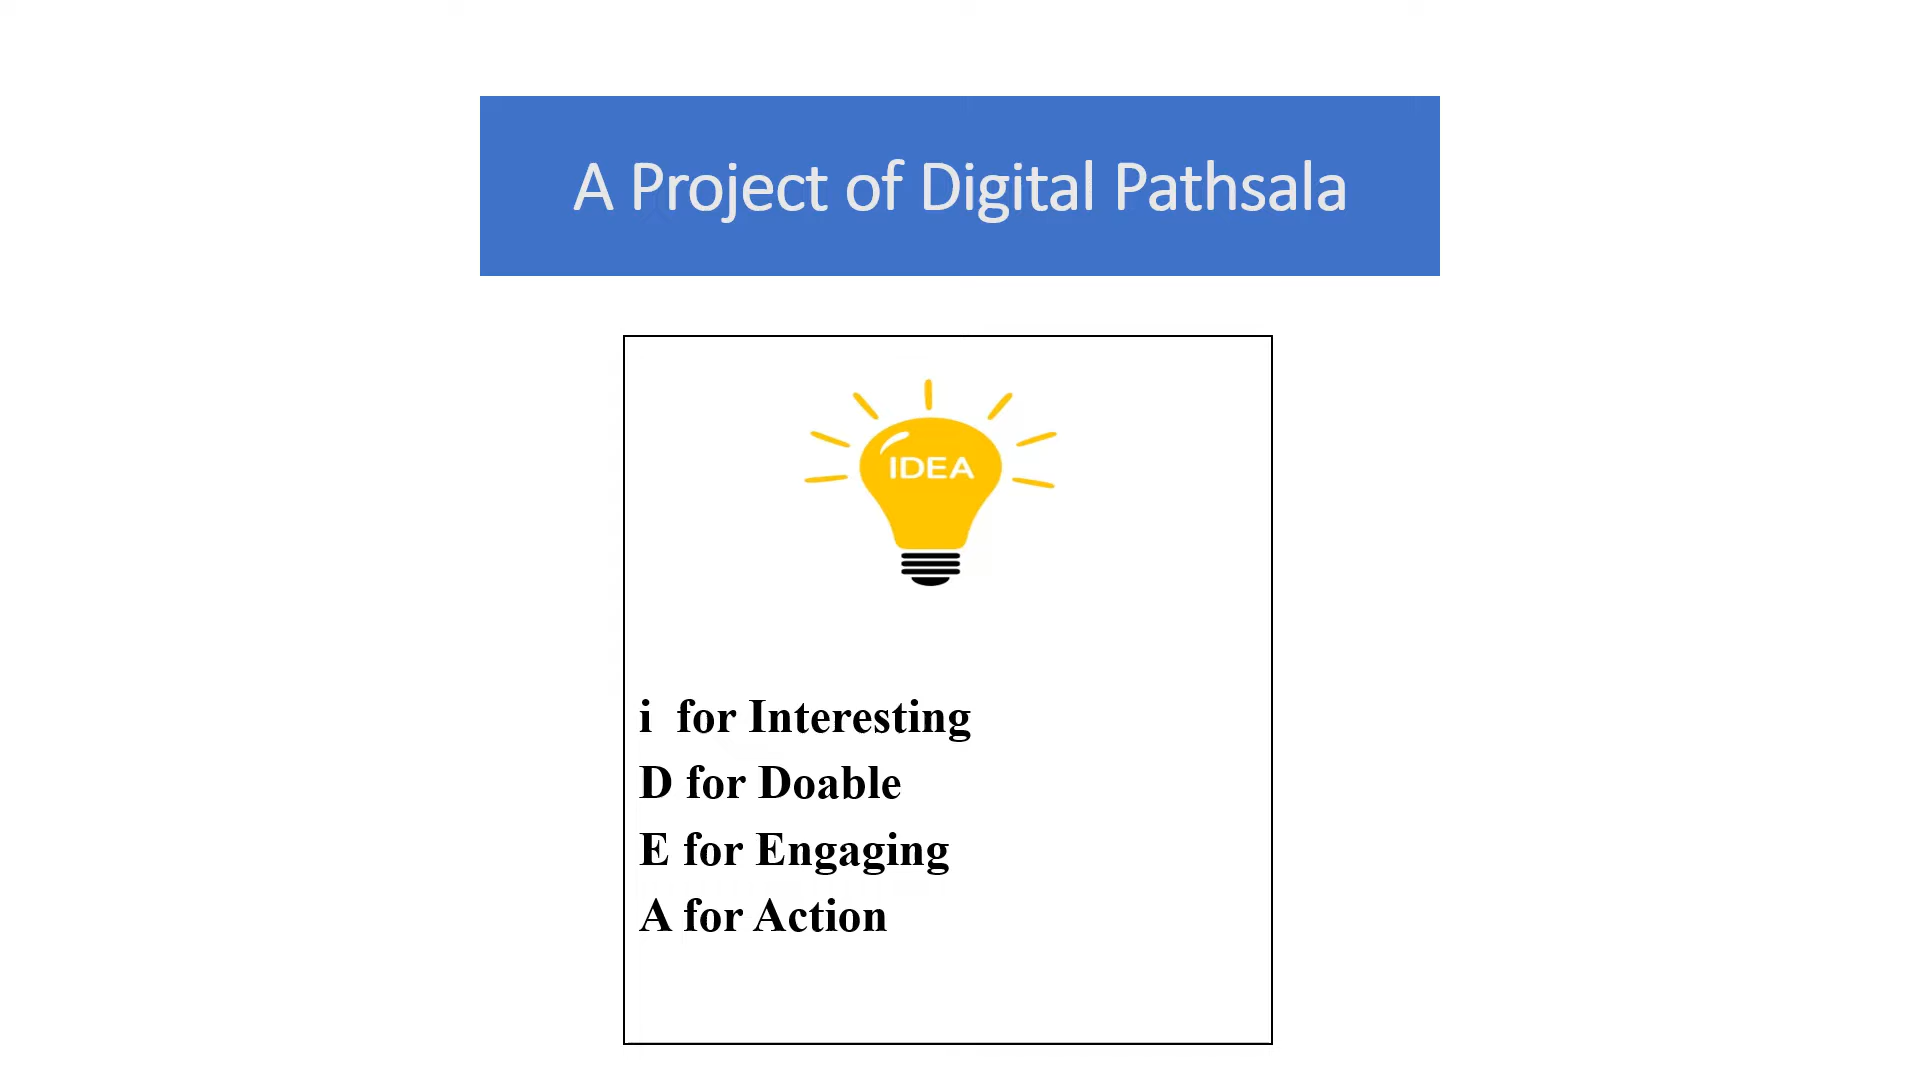 A Project of Digital Pathsala
IDEA
i for Interesting
D for Doable
E for Engaging
A for Action